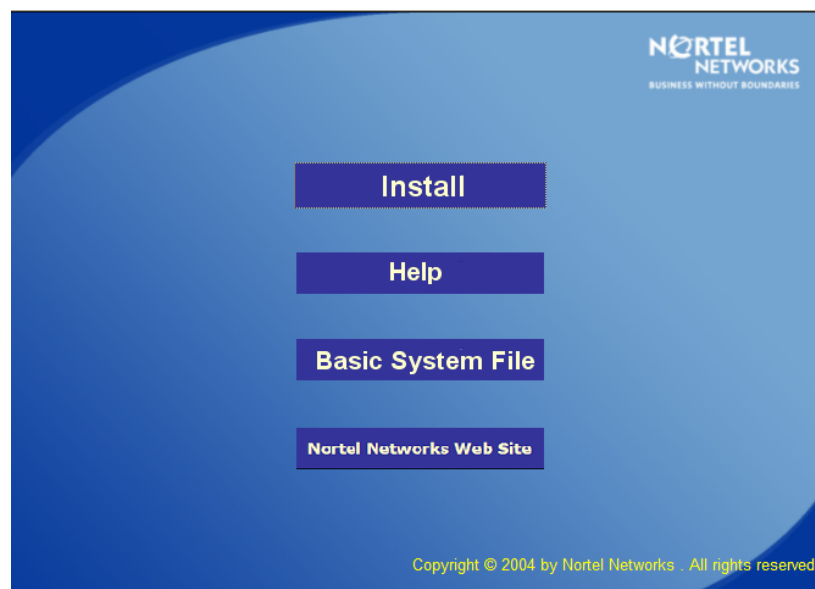 NORTEL
NETWORKS
BUSINESS WITHOUT BOUNDARIES
Install
Help
Basic System File
Nortel Networks Web Site
Copyright © 2004 by Nortel Networks . All rights reserved